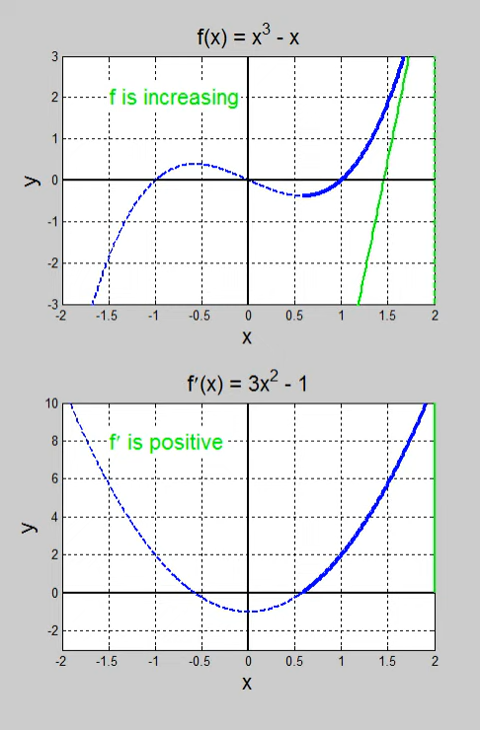 f(x) = x³ - x
3
f is increasing
2
1
y
0
-1
-2
-3
-2 -1.5 -1 -0.5 0 0.5 1 1.5 2
x
f′(x) = 3x² - 1
10
f′ is positive
8
6
4
y
2
0
-2
-2 -1.5 -1 -0.5 0 0.5 1 1.5 2
x